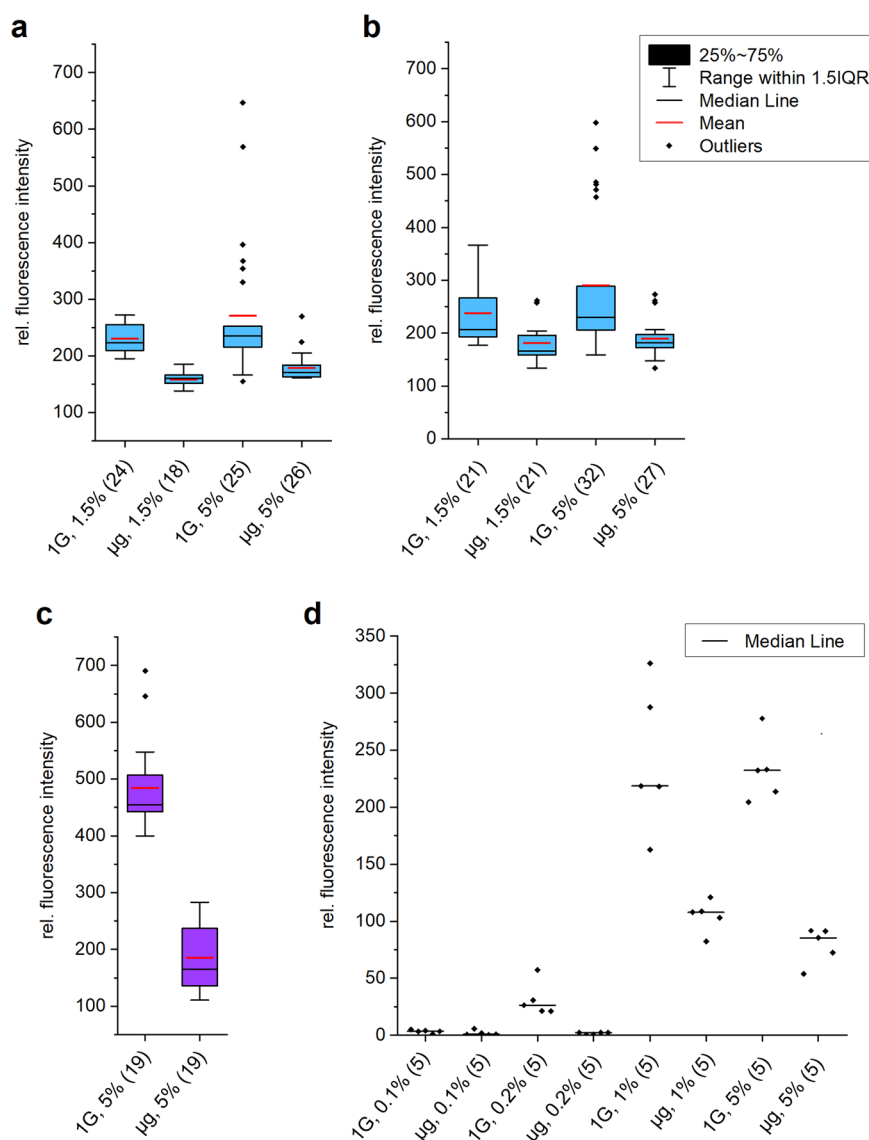 a
rel. fluorescence intensity
700
600
500
400
300
200
100
1G, 1.5% (24)
µg, 1.5% (18)
1G, 5% (25)
µg, 5% (26)
b
rel. fluorescence intensity
700
600
500
400
300
200
100
0
1G, 1.5% (21)
µg, 1.5% (21)
1G, 5% (32)
µg, 5% (27)
25%~75%
Range within 1.5IQR
Median Line
Mean
Outliers
c
rel. fluorescence intensity
700
600
500
400
300
200
100
1G, 5% (19)
µg, 5% (19)
d
rel. fluorescence intensity
350
300
250
200
150
100
50
0
1G, 0.1% (5)
µg, 0.1% (5)
1G, 0.2% (5)
µg, 0.2% (5)
1G, 1% (5)
µg, 1% (5)
1G, 5% (5)
µg, 5% (5)
Median Line